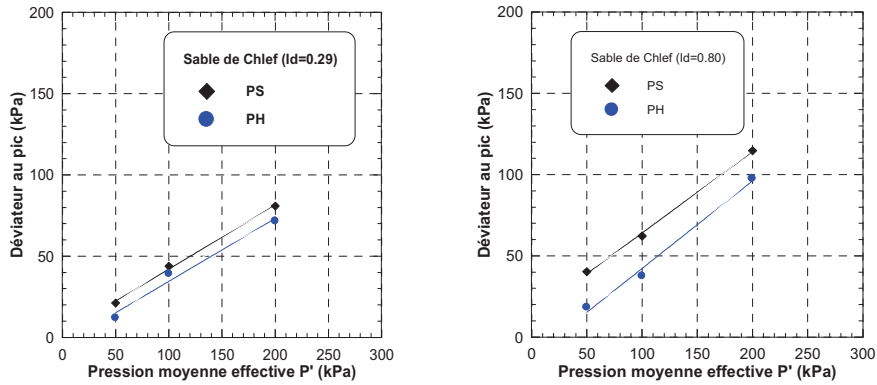 200
150
100
50
0
Déviateur au pic (kPa)
Sable de Chlef (Id=0.29)
PS
PH
0 50 100 150 200 250 300
Pression moyenne effective P' (kPa)
200
150
100
50
0
Déviateur au pic (kPa)
Sable de Chlef (Id=0.80)
PS
PH
0 50 100 150 200 250 300
Pression moyenne effective P' (kPa)